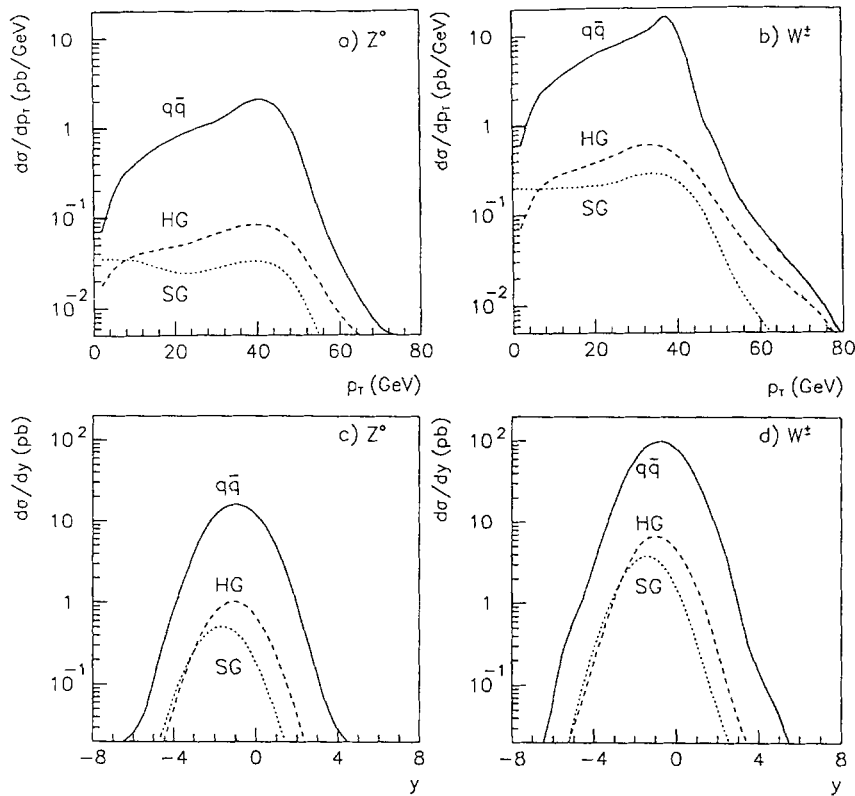 dσ/dp_T (pb/GeV)
10
1
10⁻¹
10⁻²
a) Z°
qq̄
HG
SG
0 20 40 60 80
p_T (GeV)
dσ/dp_T (pb/GeV)
10
1
10⁻¹
10⁻²
b) W±
qq̄
HG
SG
0 20 40 60 80
p_T (GeV)
dσ/dy (pb)
10²
10
1
10⁻¹
c) Z°
qq̄
HG
SG
−8 −4 0 4 8
y
dσ/dy (pb)
10²
10
1
10⁻¹
d) W±
qq̄
HG
SG
−8 −4 0 4 8
y